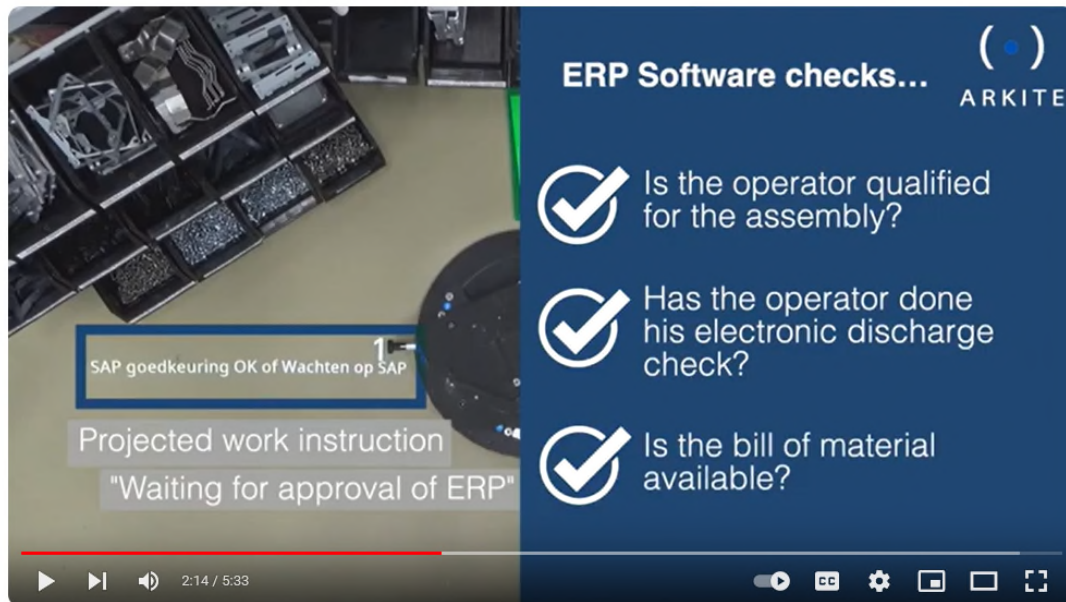 ERP Software checks...
ARKITE
Is the operator qualified
for the assembly?
Has the operator done
his electronic discharge
check?
Is the bill of material
available?
1
SAP goedkeuring OK of Wachten op SAP
Projected work instruction
"Waiting for approval of ERP"
2:14 / 5:33
CC